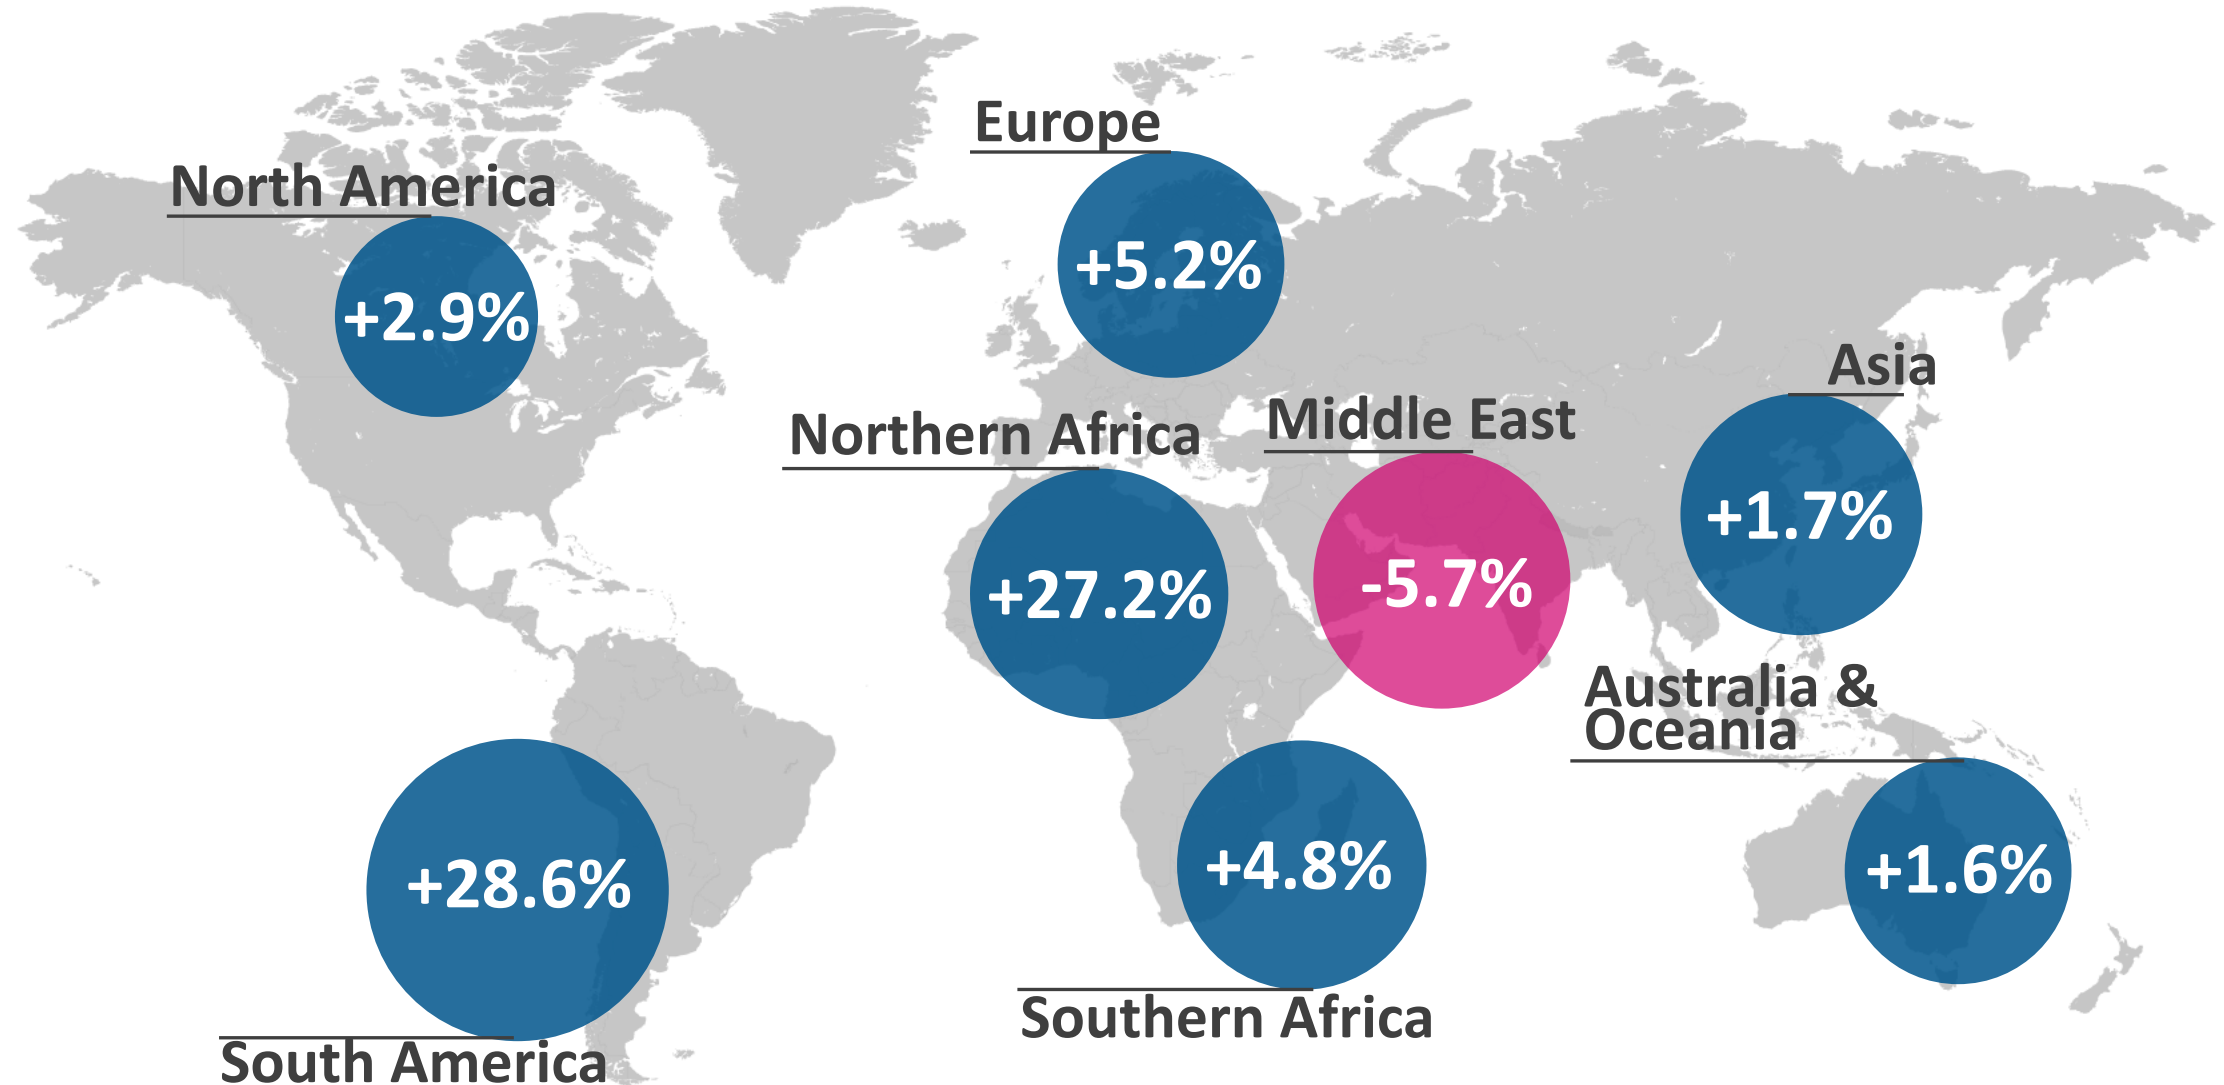 Europe
+5.2%
North America
+2.9%
Asia
+1.7%
Northern Africa
+27.2%
Middle East
-5.7%
Australia &
Oceania
+1.6%
South America
+28.6%
Southern Africa
+4.8%